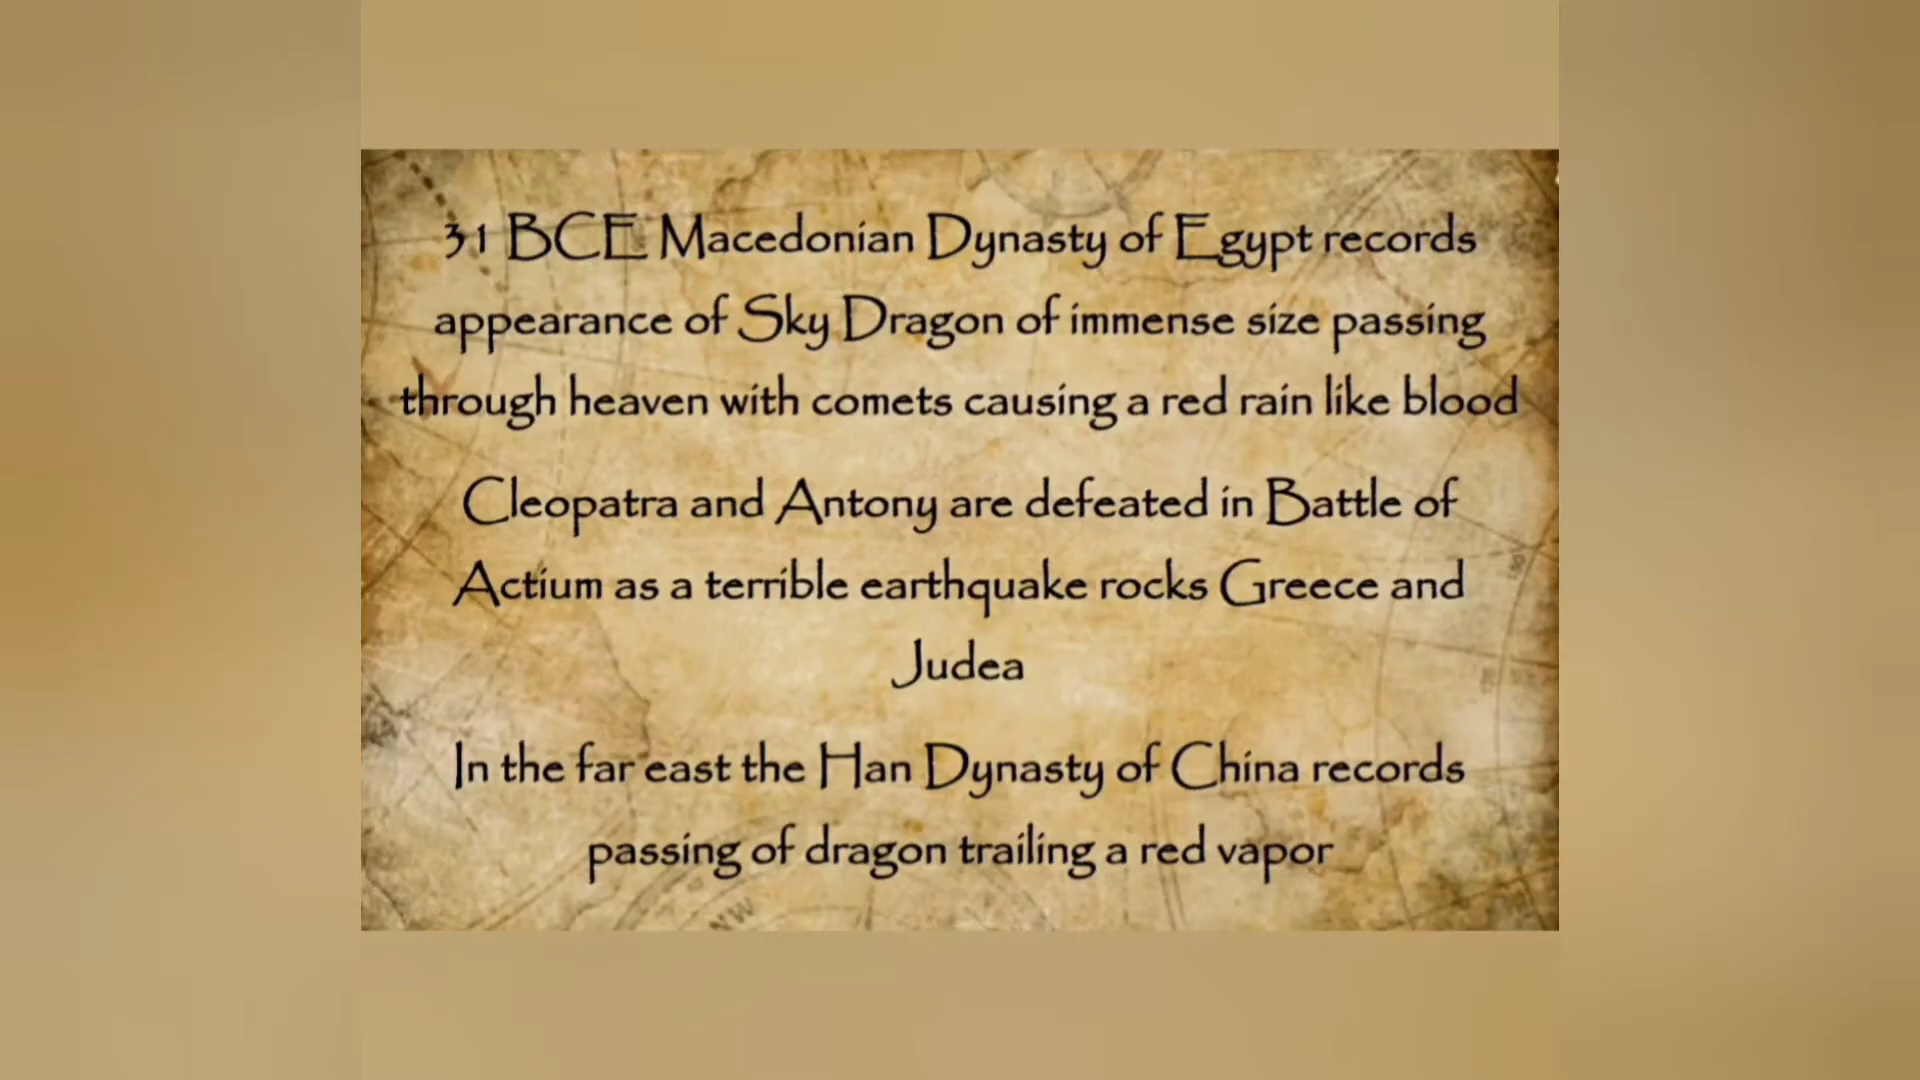 31 BCE Macedonian Dynasty of Egypt records
appearance of Sky Dragon of immense size passing
through heaven with comets causing a red rain like blood
Cleopatra and Antony are defeated in Battle of
Actium as a terrible earthquake rocks Greece and
Judea
In the far east the Han Dynasty of China records
passing of dragon trailing a red vapor
NW